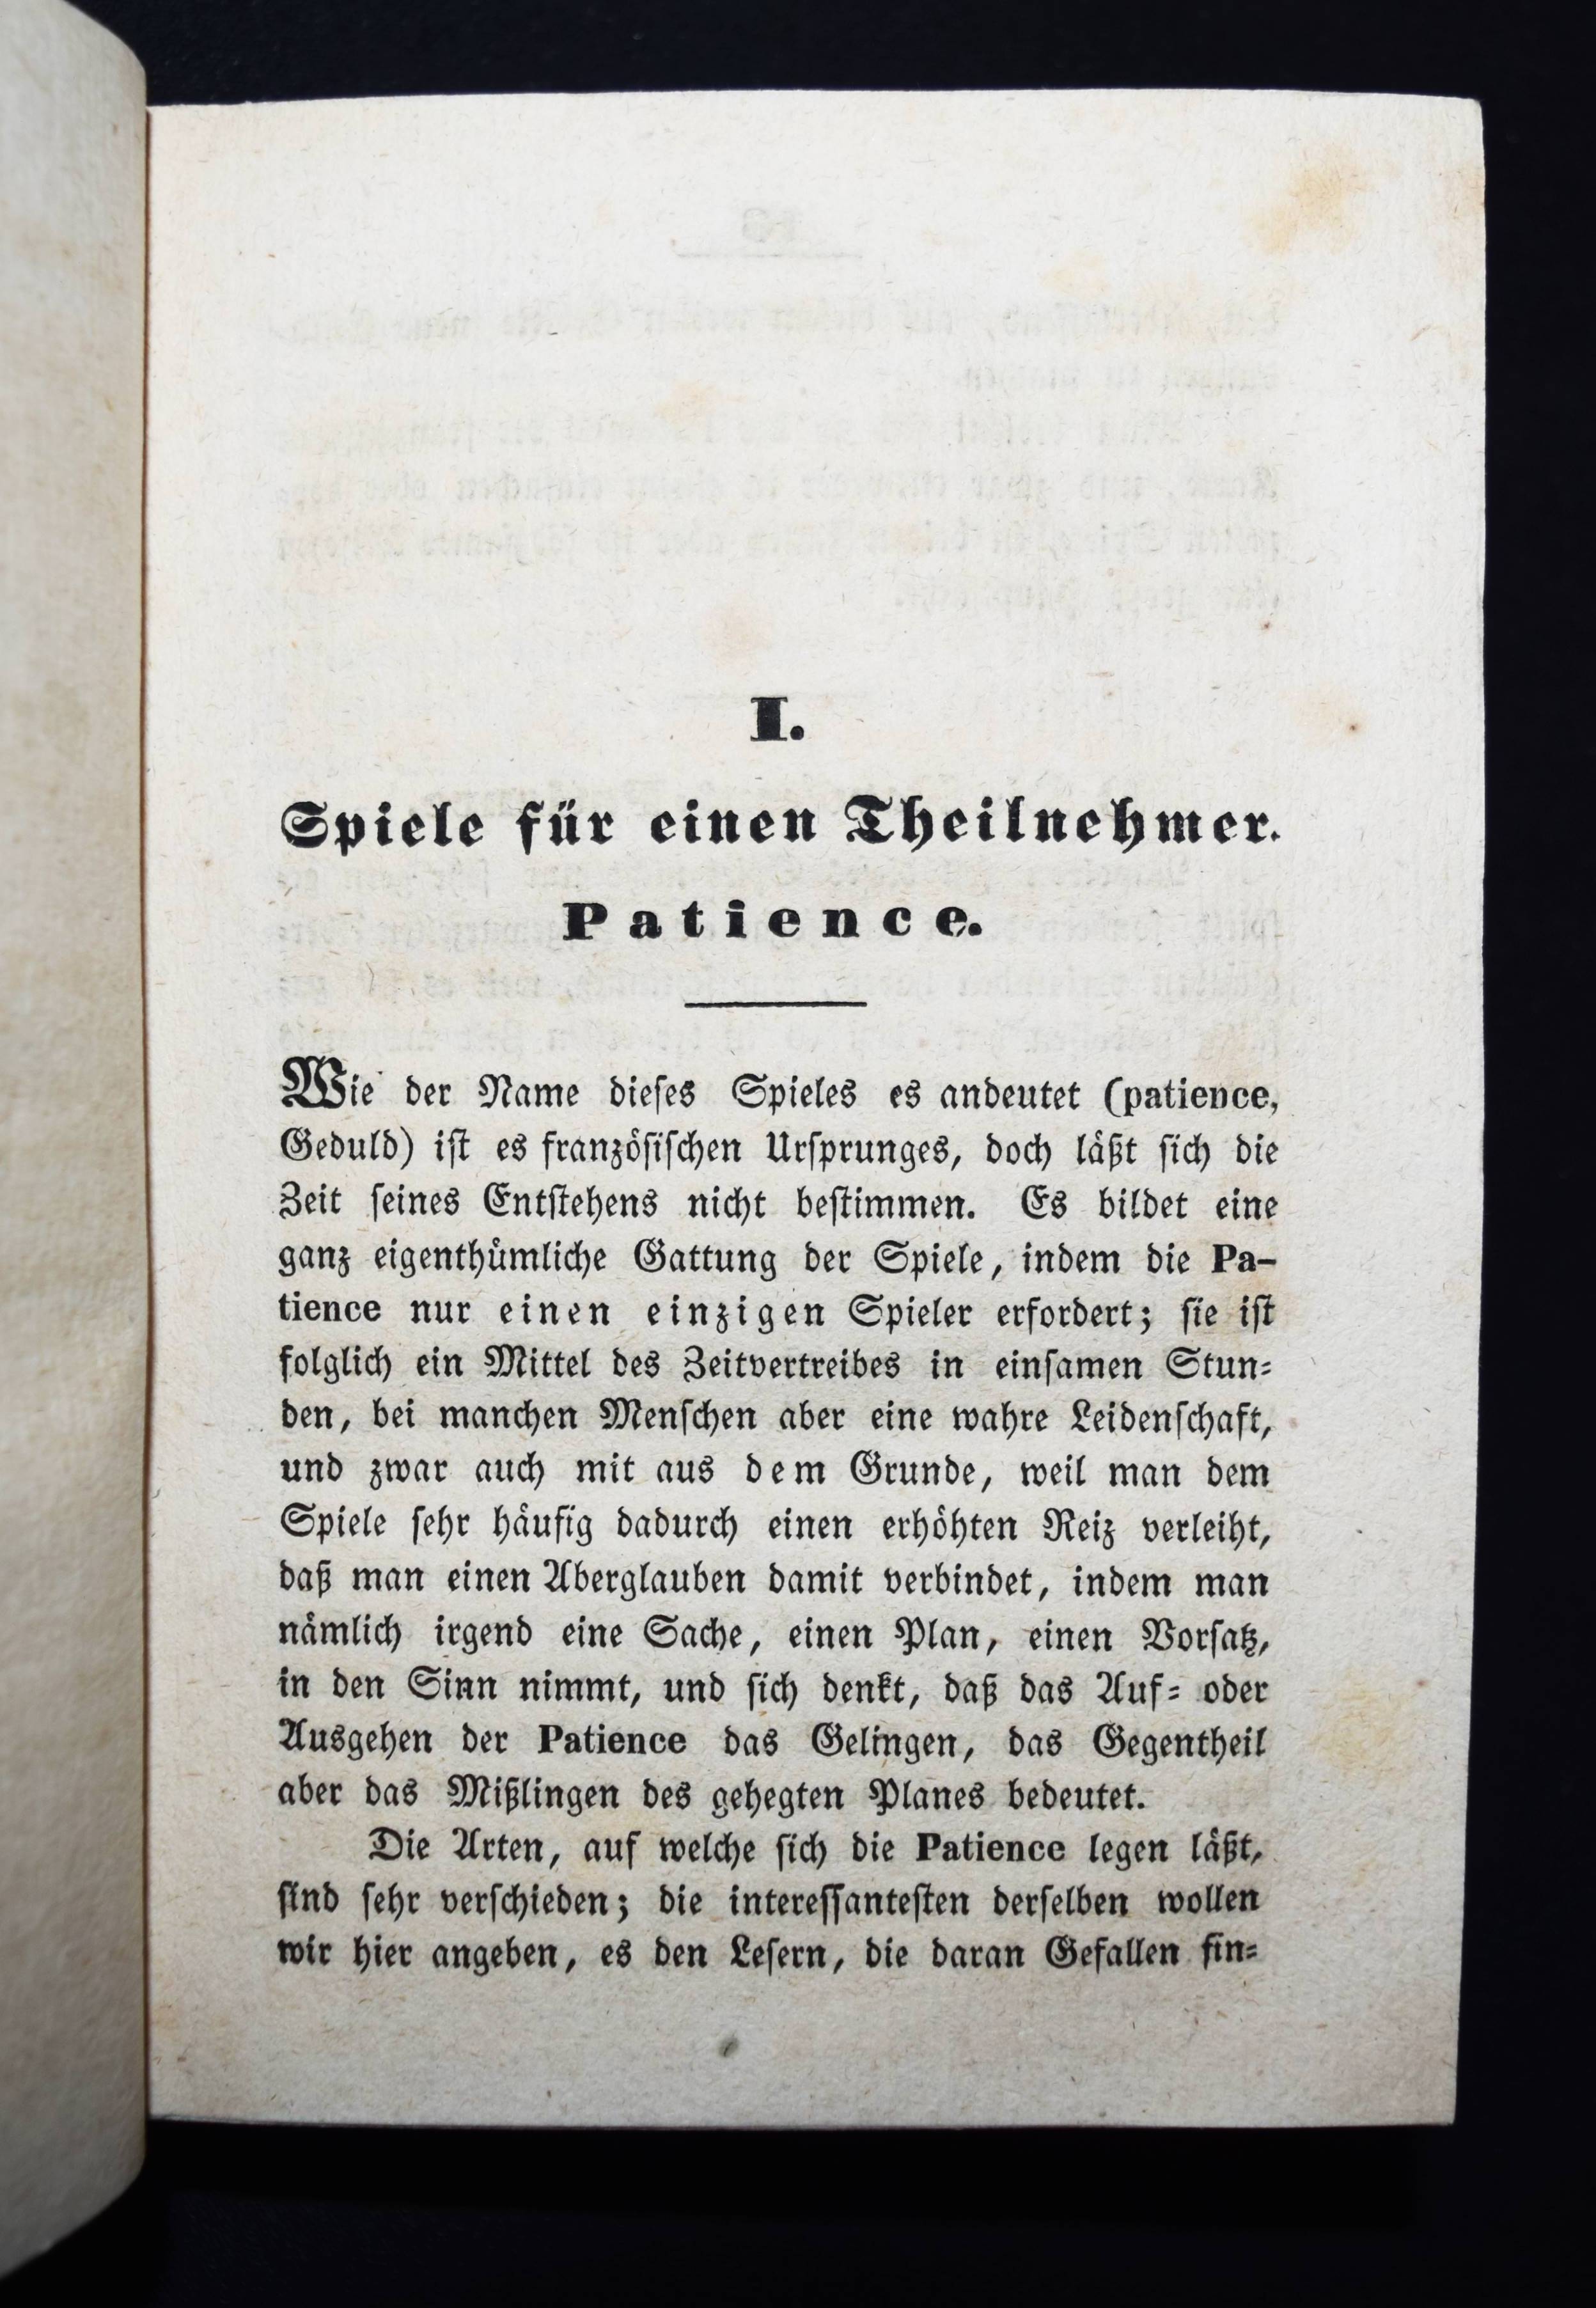 I.
Spiele für einen Theilnehmer.
Patience.
Wie der Name dieses Spieles es andeutet (patience,
Geduld) ist es französischen Ursprunges, doch läßt sich die
Zeit seines Entstehens nicht bestimmen. Es bildet eine
ganz eigenthümliche Gattung der Spiele, indem die Pa-
tience nur einen einzigen Spieler erfordert; sie ist
folglich ein Mittel des Zeitvertreibes in einsamen Stun-
den, bei manchen Menschen aber eine wahre Leidenschaft,
und zwar auch mit aus dem Grunde, weil man dem
Spiele sehr häufig dadurch einen erhöhten Reiz verleiht,
daß man einen Aberglauben damit verbindet, indem man
nämlich irgend eine Sache, einen Plan, einen Vorsatz,
in den Sinn nimmt, und sich denkt, daß das Auf- oder
Ausgehen der Patience das Gelingen, das Gegentheil
aber das Mißlingen des gehegten Planes bedeutet.
Die Arten, auf welche sich die Patience legen läßt,
sind sehr verschieden; die interessantesten derselben wollen
wir hier angeben, es den Lesern, die daran Gefallen fin-